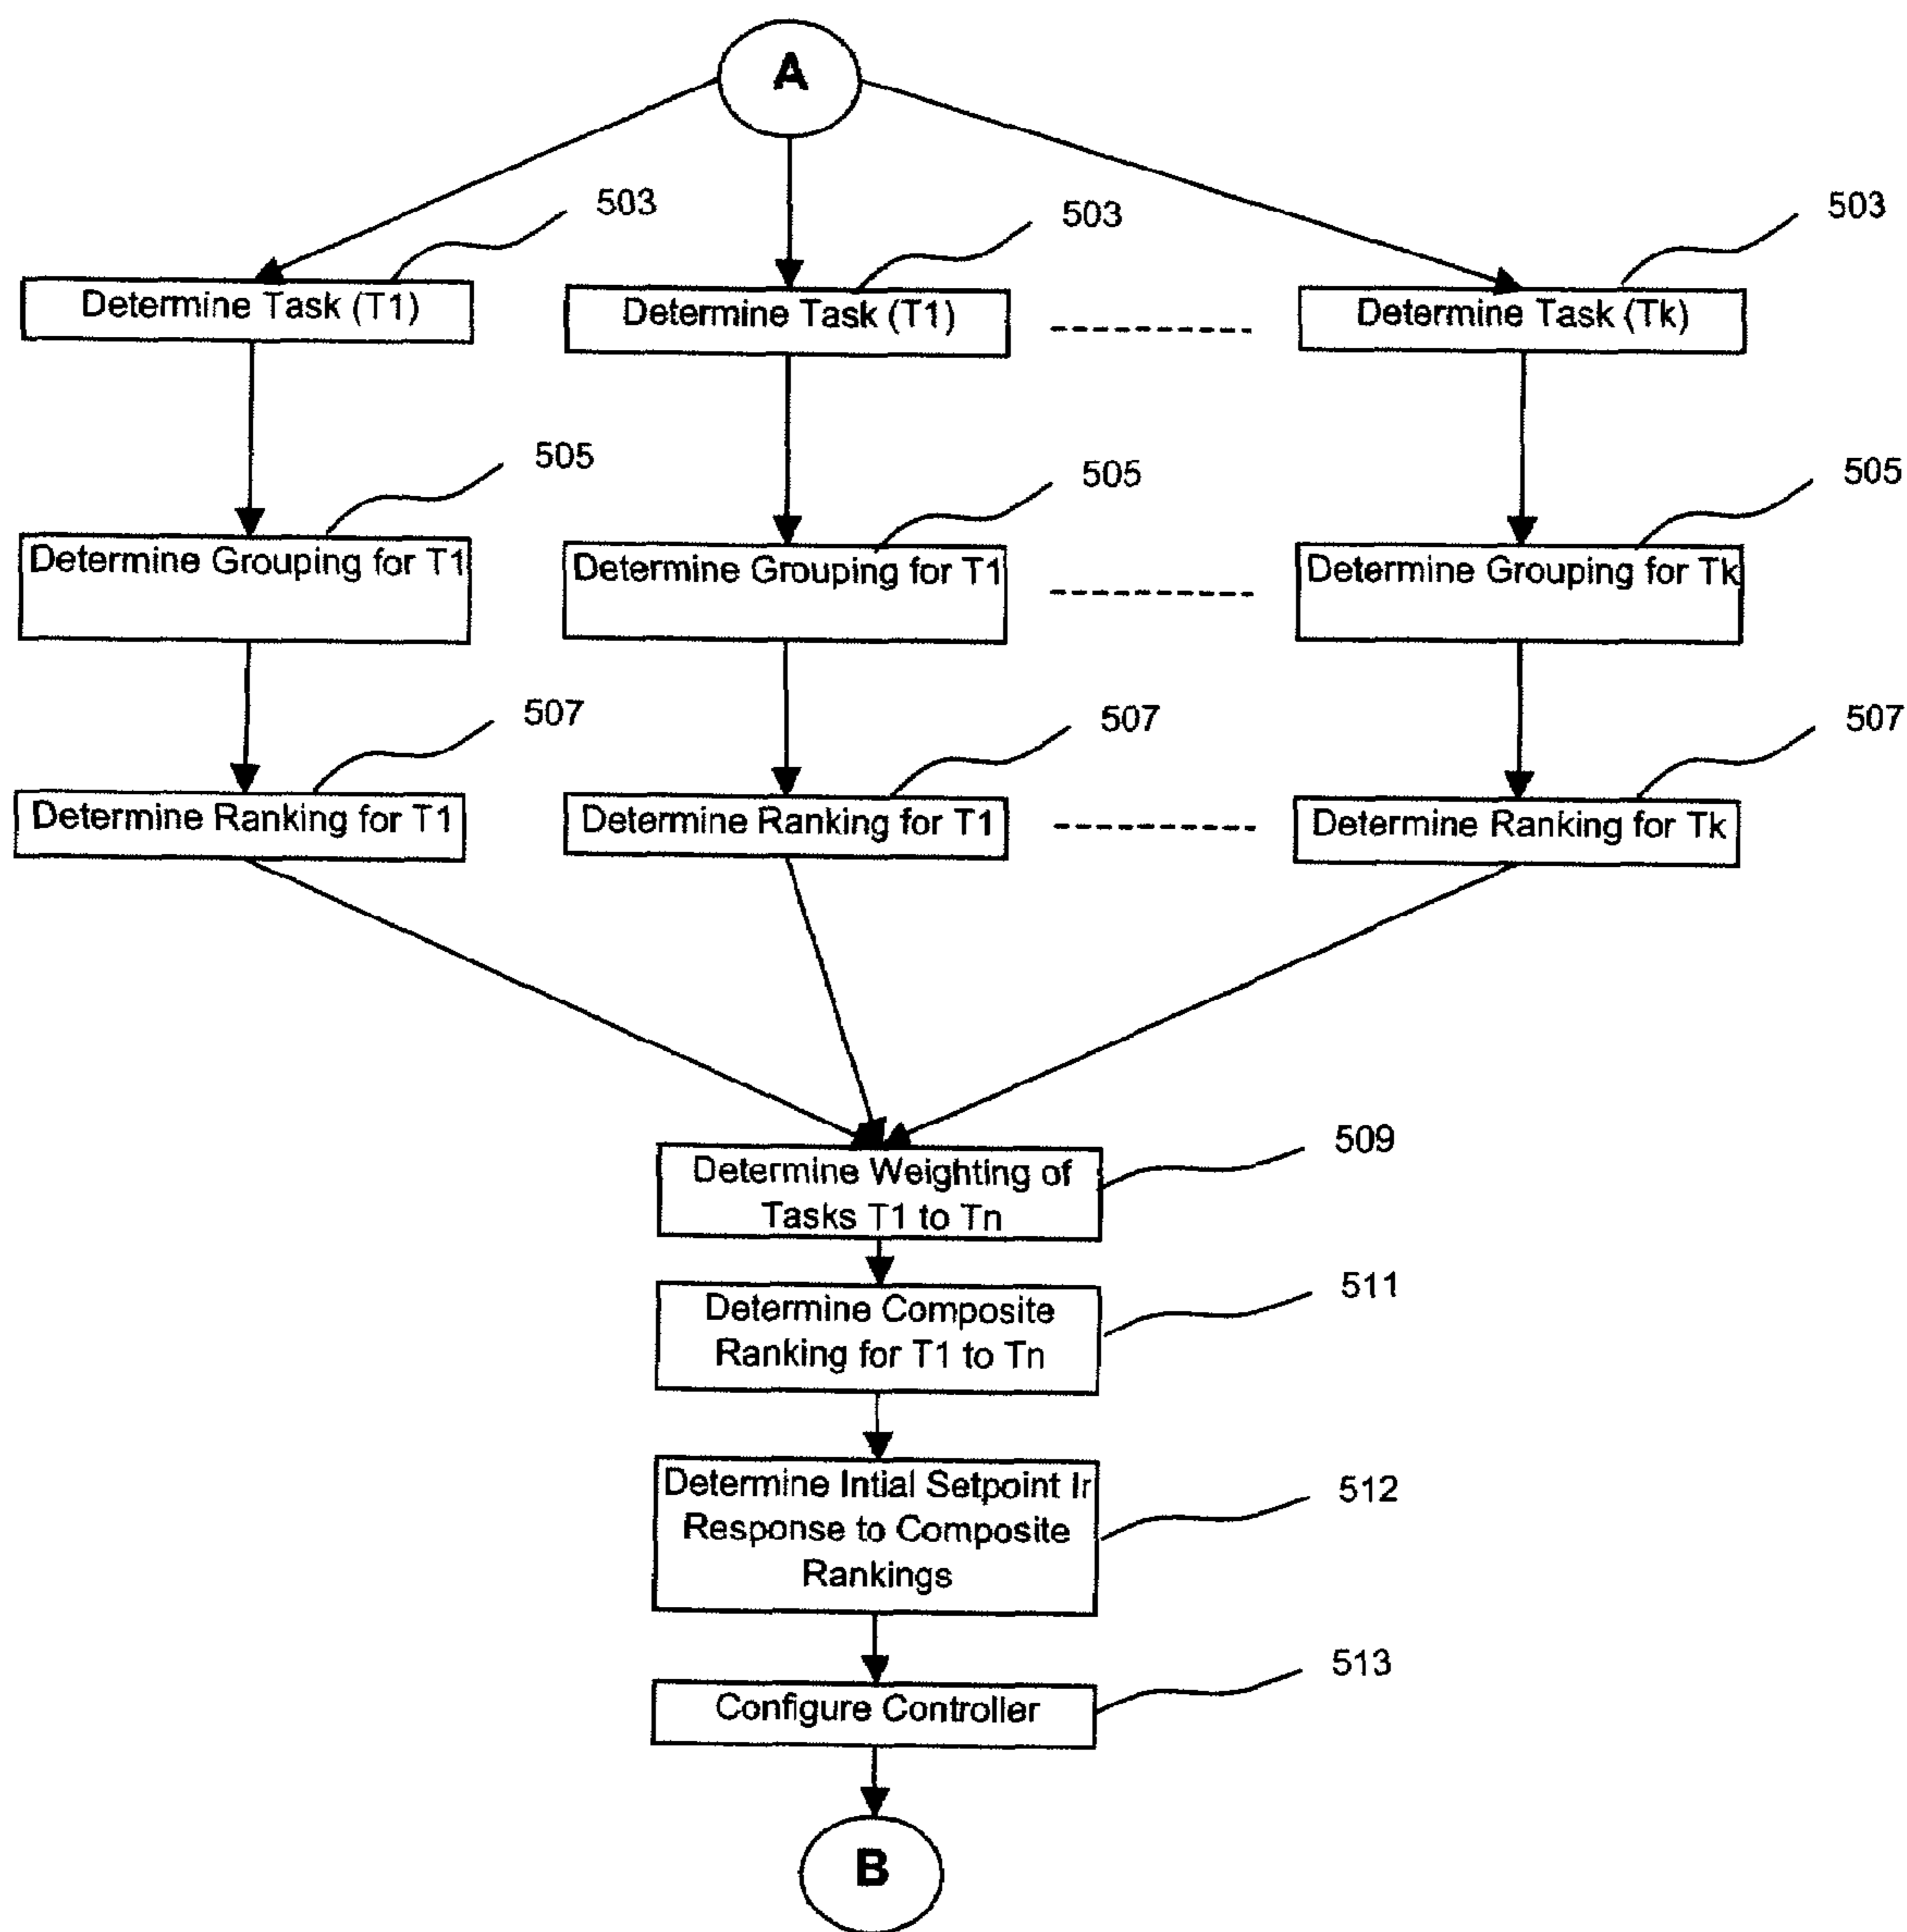 A
503
503
503
Determine Task (T1)
Determine Task (T1)
Determine Task (Tk)
505
505
505
Determine Grouping for T1
Determine Grouping for T1
Determine Grouping for Tk
507
507
507
Determine Ranking for T1
Determine Ranking for T1
Determine Ranking for Tk
509
Determine Weighting of
Tasks T1 to Tn
511
Determine Composite
Ranking for T1 to Tn
Determine Intial Setpoint Ir
512
Response to Composite
Rankings
513
Configure Controller
B